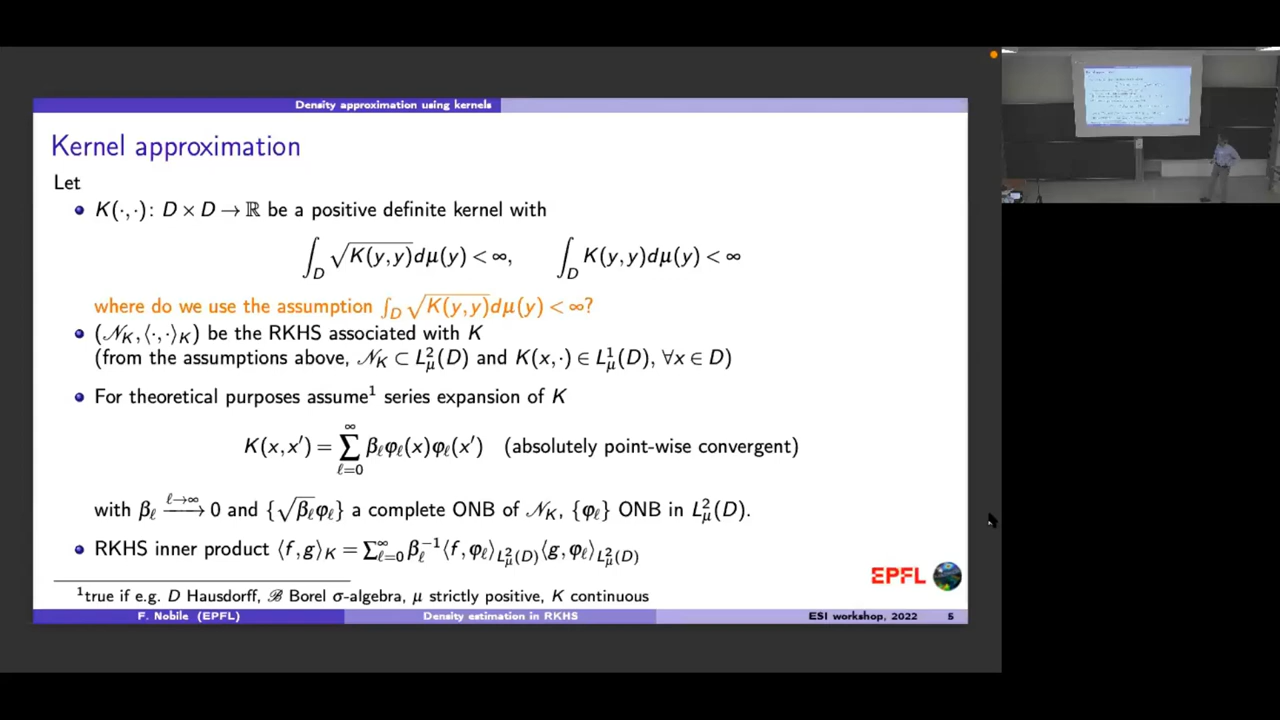 Density approximation using kernels
Kernel approximation
Let
K(·,·): D × D → ℝ be a positive definite kernel with
∫_D √K(y,y) dμ(y) < ∞,   ∫_D K(y,y)dμ(y) < ∞
where do we use the assumption ∫_D √K(y,y) dμ(y) < ∞?
(𝒩_K, ⟨·,·⟩_K) be the RKHS associated with K
(from the assumptions above, 𝒩_K ⊂ L²_μ(D) and K(x,·) ∈ L¹_μ(D), ∀x ∈ D)
For theoretical purposes assume¹ series expansion of K
K(x,x′) = ∑_{ℓ=0}^∞ β_ℓ φ_ℓ(x)φ_ℓ(x′)   (absolutely point-wise convergent)
with β_ℓ →^{ℓ→∞} 0 and {√β_ℓ φ_ℓ} a complete ONB of 𝒩_K, {φ_ℓ} ONB in L²_μ(D).
RKHS inner product ⟨f,g⟩_K = ∑_{ℓ=0}^∞ β_ℓ^{-1} ⟨f,φ_ℓ⟩_{L²_μ(D)} ⟨g,φ_ℓ⟩_{L²_μ(D)}
EPFL
¹true if e.g. D Hausdorff, ℬ Borel σ-algebra, μ strictly positive, K continuous
F. Nobile (EPFL)   Density estimation in RKHS   ESI workshop, 2022   5